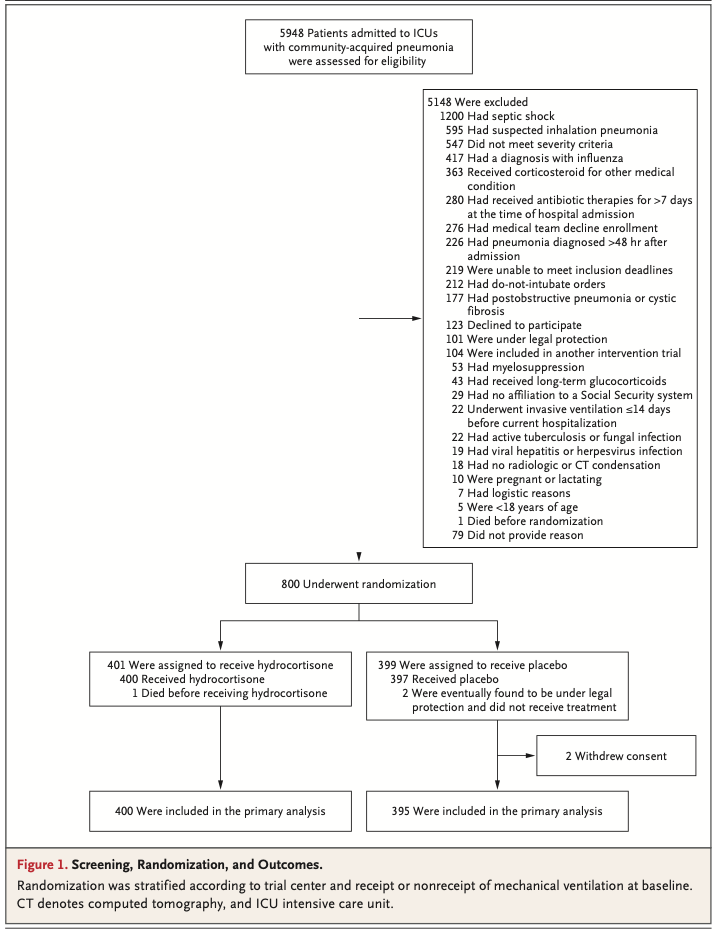 5948 Patients admitted to ICUs
with community-acquired pneumonia
were assessed for eligibility
5148 Were excluded
1200 Had septic shock
595 Had suspected inhalation pneumonia
547 Did not meet severity criteria
417 Had a diagnosis with influenza
363 Received corticosteroid for other medical
condition
280 Had received antibiotic therapies for >7 days
at the time of hospital admission
276 Had medical team decline enrollment
226 Had pneumonia diagnosed >48 hr after
admission
219 Were unable to meet inclusion deadlines
212 Had do-not-intubate orders
177 Had postobstructive pneumonia or cystic
fibrosis
123 Declined to participate
101 Were under legal protection
104 Were included in another intervention trial
53 Had myelosuppression
43 Had received long-term glucocorticoids
29 Had no affiliation to a Social Security system
22 Underwent invasive ventilation ≤14 days
before current hospitalization
22 Had active tuberculosis or fungal infection
19 Had viral hepatitis or herpesvirus infection
18 Had no radiologic or CT condensation
10 Were pregnant or lactating
7 Had logistic reasons
5 Were <18 years of age
1 Died before randomization
79 Did not provide reason
800 Underwent randomization
401 Were assigned to receive hydrocortisone
400 Received hydrocortisone
1 Died before receiving hydrocortisone
399 Were assigned to receive placebo
397 Received placebo
2 Were eventually found to be under legal
protection and did not receive treatment
2 Withdrew consent
400 Were included in the primary analysis
395 Were included in the primary analysis
Figure 1. Screening, Randomization, and Outcomes.
Randomization was stratified according to trial center and receipt or nonreceipt of mechanical ventilation at baseline.
CT denotes computed tomography, and ICU intensive care unit.